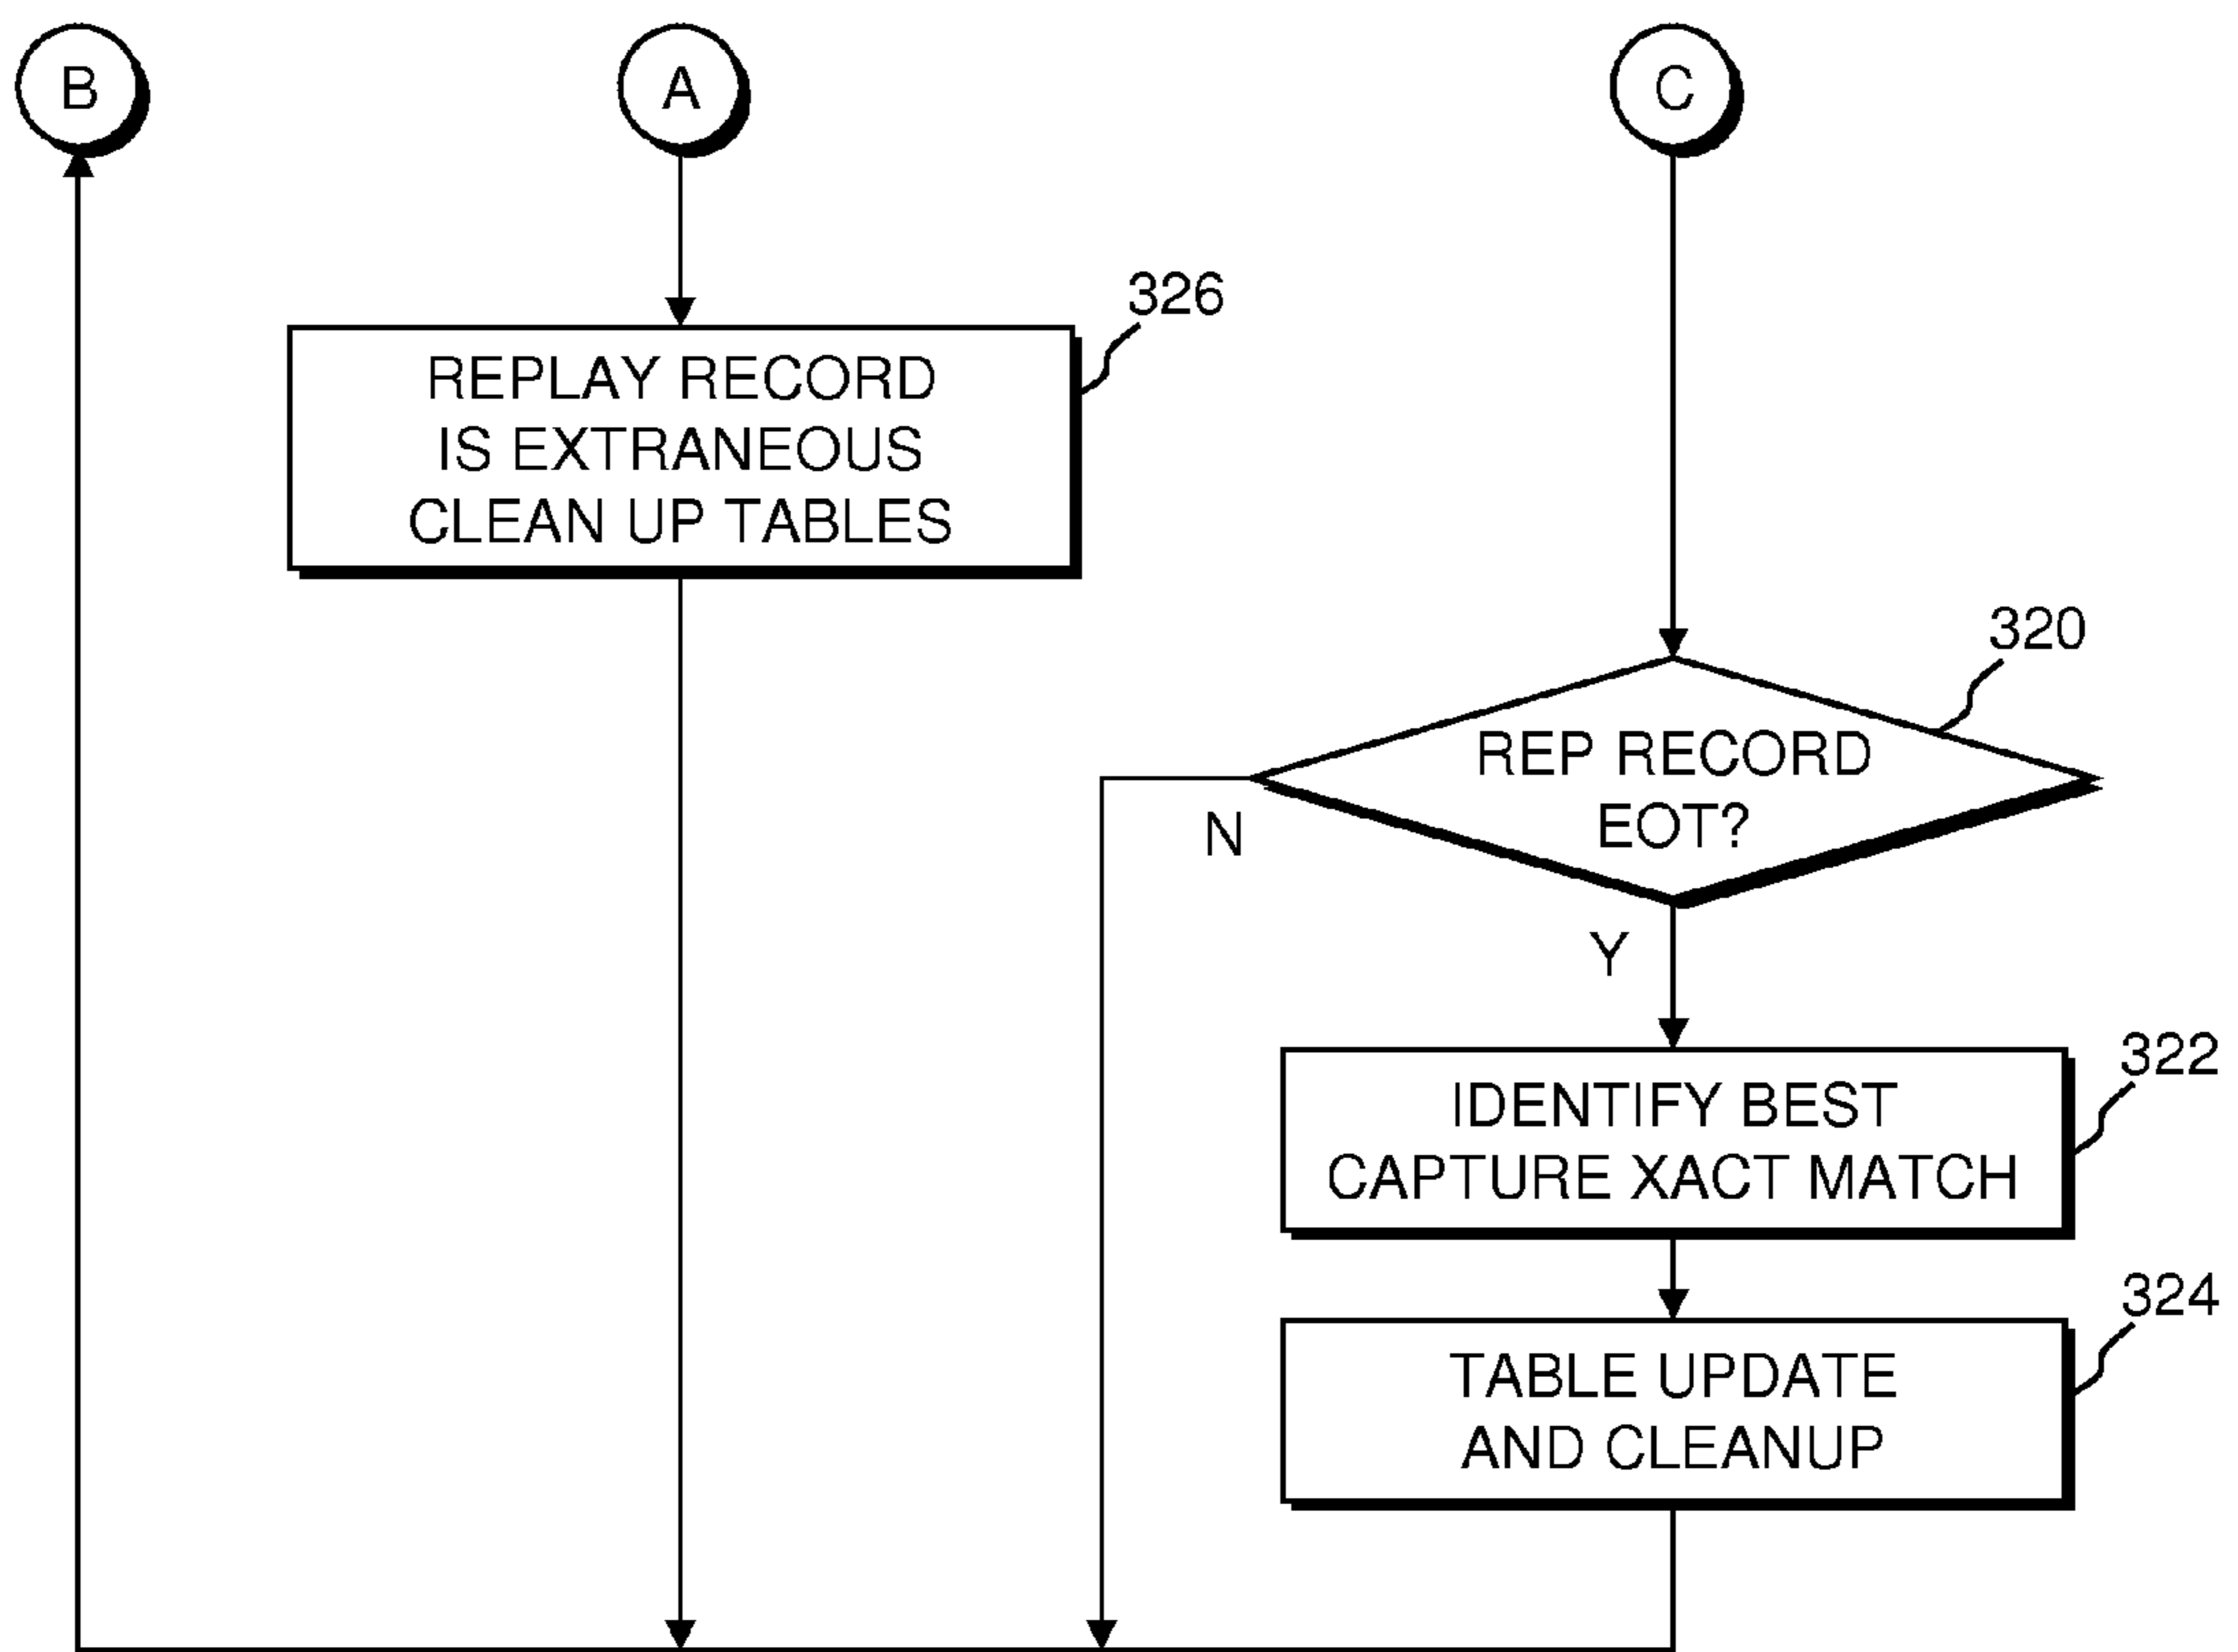 B
A
C
326
REPLAY RECORD
IS EXTRANEOUS
CLEAN UP TABLES
320
REP RECORD
EOT?
N
Y
322
IDENTIFY BEST
CAPTURE XACT MATCH
324
TABLE UPDATE
AND CLEANUP